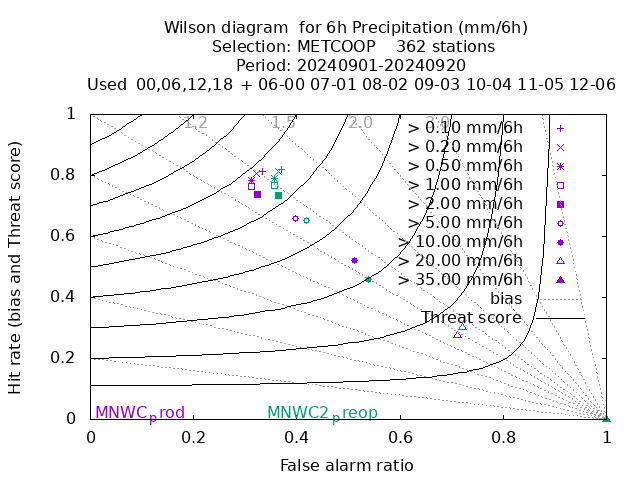 Wilson diagram  for 6h Precipitation (mm/6h)
Selection: METCOOP    362 stations
Period: 20240901-20240920
Used  00,06,12,18  + 06-00 07-01 08-02 09-03 10-04 11-05 12-06
Hit rate (bias and Threat score)
1
0.8
0.6
0.4
0.2
0
1.2
1.5
2.0
3.0
> 0.10 mm/6h
> 0.20 mm/6h
> 0.50 mm/6h
> 1.00 mm/6h
> 2.00 mm/6h
> 5.00 mm/6h
> 10.00 mm/6h
> 20.00 mm/6h
> 35.00 mm/6h
bias
Threat score
MNWCprod MNWC2preop
0 0.2 0.4 0.6 0.8 1
False alarm ratio